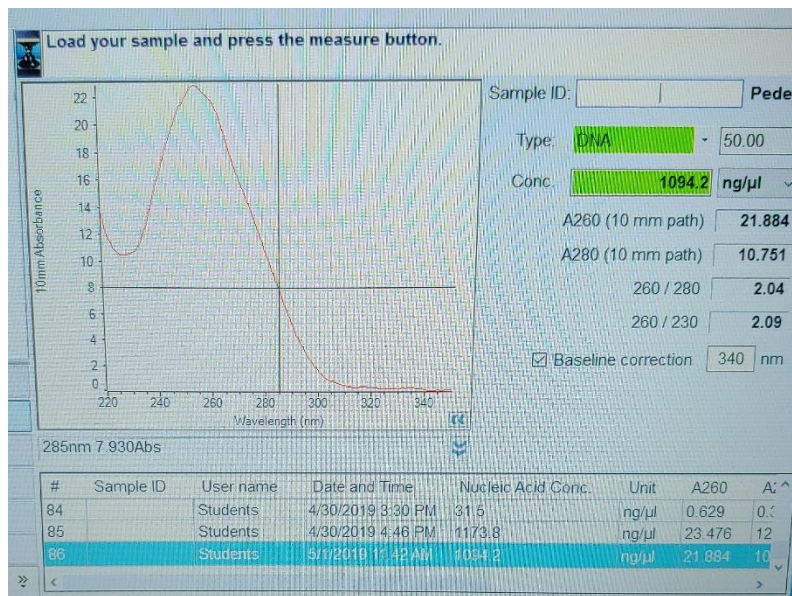 Load your sample and press the measure button.
Sample ID: Pede
Type: DNA 50.00
Conc. 1094.2 ng/µl
A260 (10 mm path) 21.884
A280 (10 mm path) 10.751
260 / 280 2.04
260 / 230 2.09
Baseline correction 340 nm
10mm Absorbance
22
20
18
16
14
12
10
8
6
4
2
0
220 240 260 280 300 320 340
Wavelength (nm)
285nm 7.930Abs
# Sample ID User name Date and Time Nucleic Acid Conc. Unit A260
84 Students 4/30/2019 3:30 PM 31.5 ng/µl 0.629
85 Students 4/30/2019 4:46 PM 1173.8 ng/µl 23.476 12
86 Students 5/1/2019 11:42 AM 1094.2 ng/µl 21.884 10